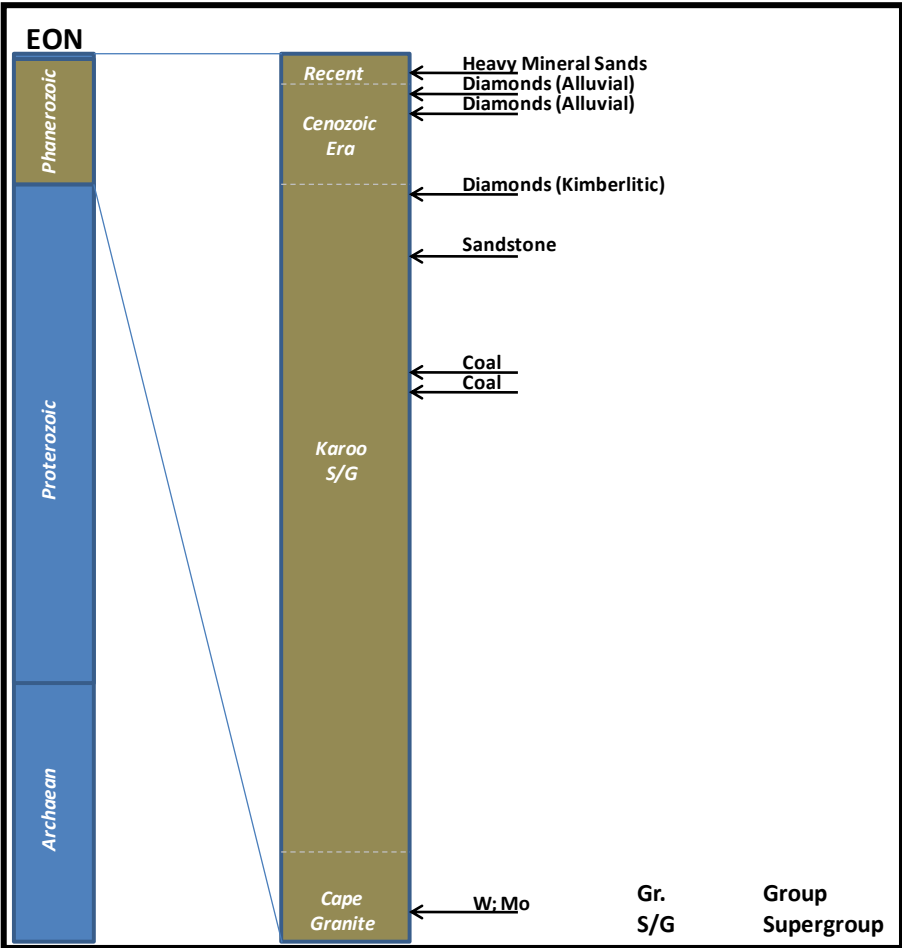 EON
Phanerozoic
Proterozoic
Archaean
Recent
Cenozoic
Era
Karoo
S/G
Cape
Granite
Heavy Mineral Sands
Diamonds (Alluvial)
Diamonds (Alluvial)
Diamonds (Kimberlitic)
Sandstone
Coal
Coal
W; Mo
Gr. Group
S/G Supergroup